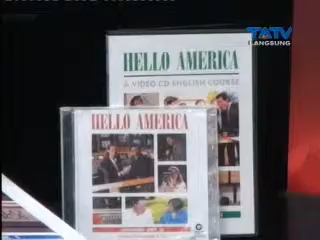 TATV
LANGSUNG
HELLO AMERICA
A VIDEO CD ENGLISH COURSE
HELLO AMERICA